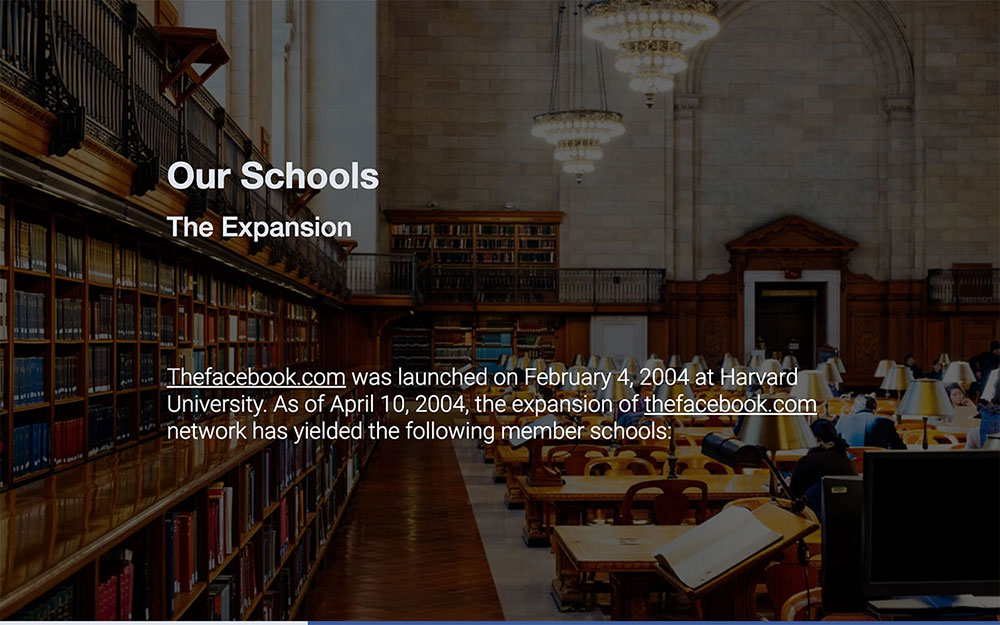 Our Schools
The Expansion
Thefacebook.com was launched on February 4, 2004 at Harvard
University. As of April 10, 2004, the expansion of thefacebook.com
network has yielded the following member schools: